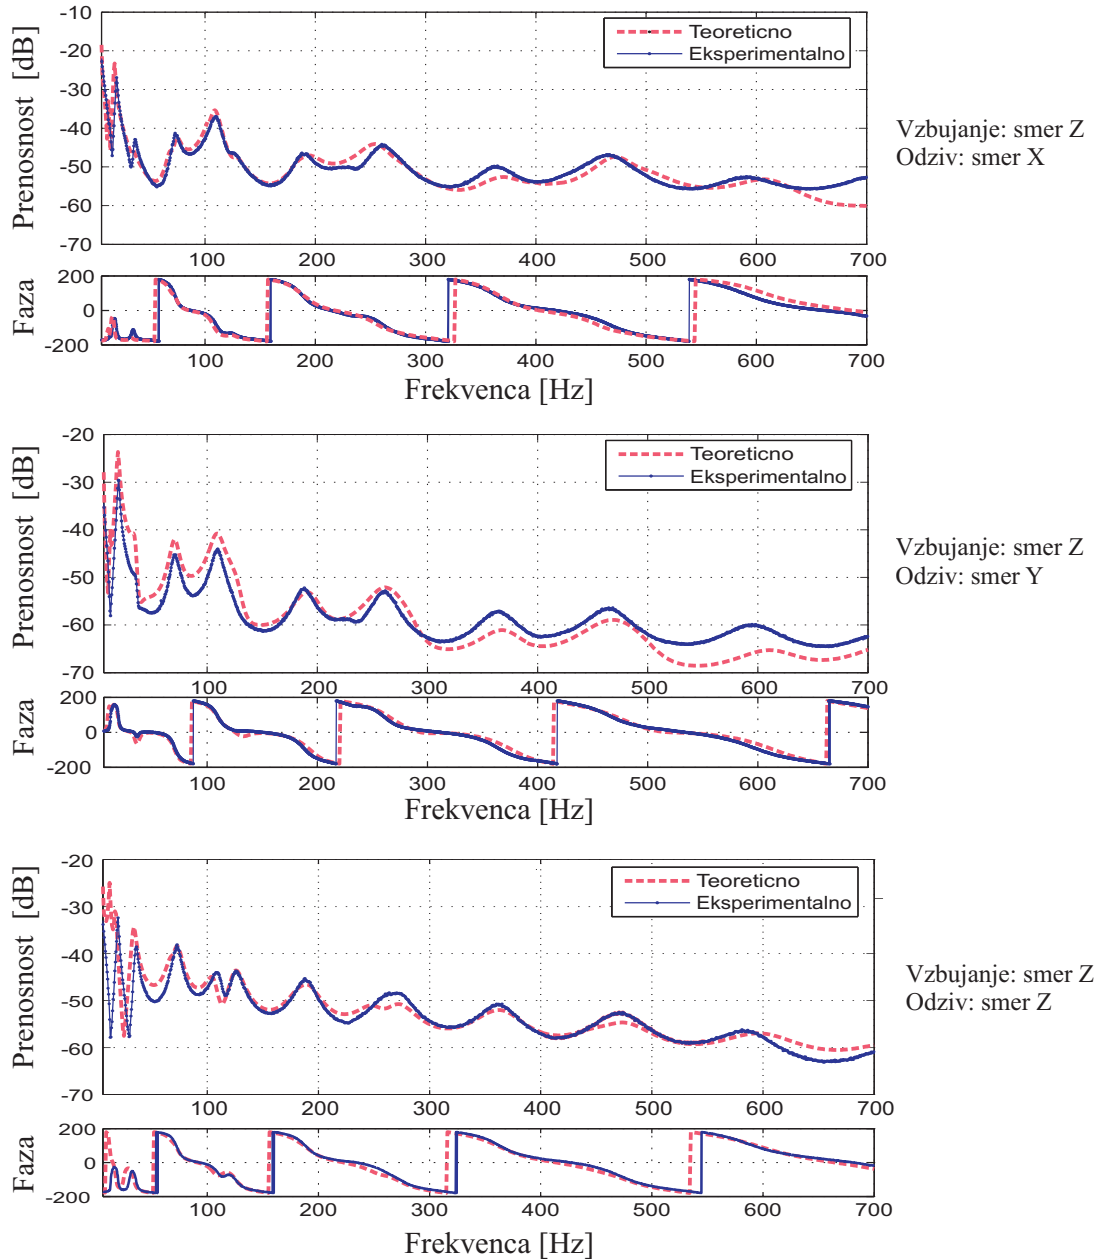 -10
-20
-30
-40
-50
-60
-70
Prenosnost [dB]
Teoreticno
Eksperimentalno
100 200 300 400 500 600 700
Vzbujanje: smer Z
Odziv: smer X
200
0
-200
Faza
100 200 300 400 500 600 700
Frekvenca [Hz]
-20
-30
-40
-50
-60
-70
Prenosnost [dB]
Teoreticno
Eksperimentalno
100 200 300 400 500 600 700
Vzbujanje: smer Z
Odziv: smer Y
200
0
-200
Faza
100 200 300 400 500 600 700
Frekvenca [Hz]
-20
-30
-40
-50
-60
-70
Prenosnost [dB]
Teoreticno
Eksperimentalno
100 200 300 400 500 600 700
Vzbujanje: smer Z
Odziv: smer Z
200
0
-200
Faza
100 200 300 400 500 600 700
Frekvenca [Hz]